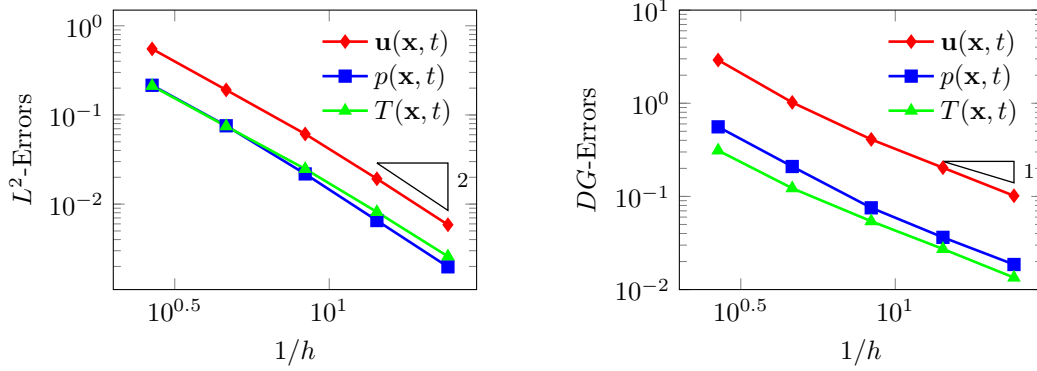 10^0
10^{-1}
10^{-2}
L^2-Errors
10^{0.5}
10^1
1/h
u(x, t)
p(x, t)
T(x, t)
2
10^1
10^0
10^{-1}
10^{-2}
DG-Errors
10^{0.5}
10^1
1/h
u(x, t)
p(x, t)
T(x, t)
1